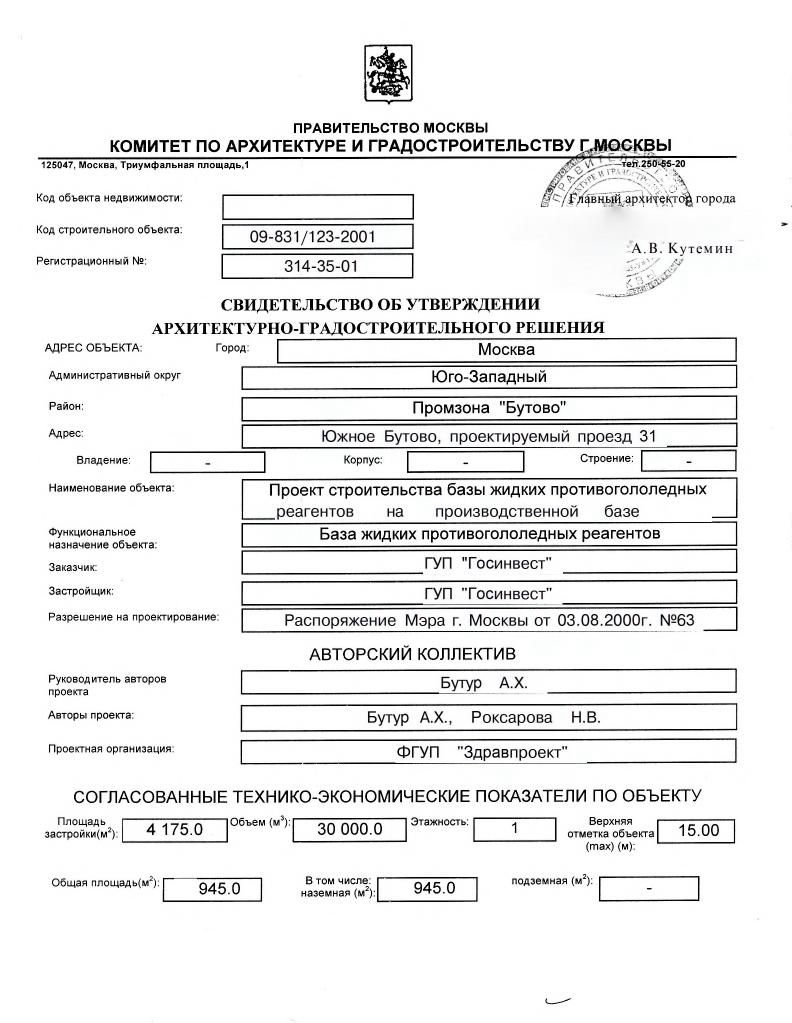 ПРАВИТЕЛЬСТВО МОСКВЫ
КОМИТЕТ ПО АРХИТЕКТУРЕ И ГРАДОСТРОИТЕЛЬСТВУ Г.МОСКВЫ
125047, Москва, Триумфальная площадь,1 тел.250-55-20
Код объекта недвижимости: Главный архитектор города
Код строительного объекта: 09-831/123-2001
А.В. Кутемин
Регистрационный №: 314-35-01
СВИДЕТЕЛЬСТВО ОБ УТВЕРЖДЕНИИ
АРХИТЕКТУРНО-ГРАДОСТРОИТЕЛЬНОГО РЕШЕНИЯ
АДРЕС ОБЪЕКТА: Город: Москва
Административный округ Юго-Западный
Район: Промзона "Бутово"
Адрес: Южное Бутово, проектируемый проезд 31
Владение: - Корпус: - Строение: -
Наименование объекта: Проект строительства базы жидких противогололедных
реагентов на производственной базе
Функциональное
назначение объекта: База жидких противогололедных реагентов
Заказчик: ГУП "Госинвест"
Застройщик: ГУП "Госинвест"
Разрешение на проектирование: Распоряжение Мэра г. Москвы от 03.08.2000г. №63
АВТОРСКИЙ КОЛЛЕКТИВ
Руководитель авторов
проекта Бутур А.Х.
Авторы проекта: Бутур А.Х., Роксарова Н.В.
Проектная организация: ФГУП "Здравпроект"
СОГЛАСОВАННЫЕ ТЕХНИКО-ЭКОНОМИЧЕСКИЕ ПОКАЗАТЕЛИ ПО ОБЪЕКТУ
Площадь
застройки(м²): 4 175.0 Объем (м³): 30 000.0 Этажность: 1 Верхняя
отметка объекта 15.00
(max) (м):
Общая площадь(м²): 945.0 В том числе:
наземная (м²): 945.0 подземная (м²): -